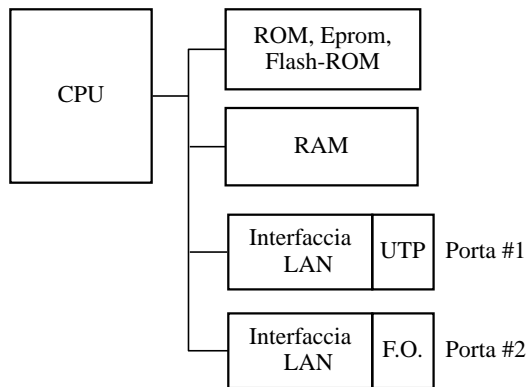 ROM, Eprom,
Flash-ROM
CPU
RAM
Interfaccia
LAN
UTP
Porta #1
Interfaccia
LAN
F.O.
Porta #2